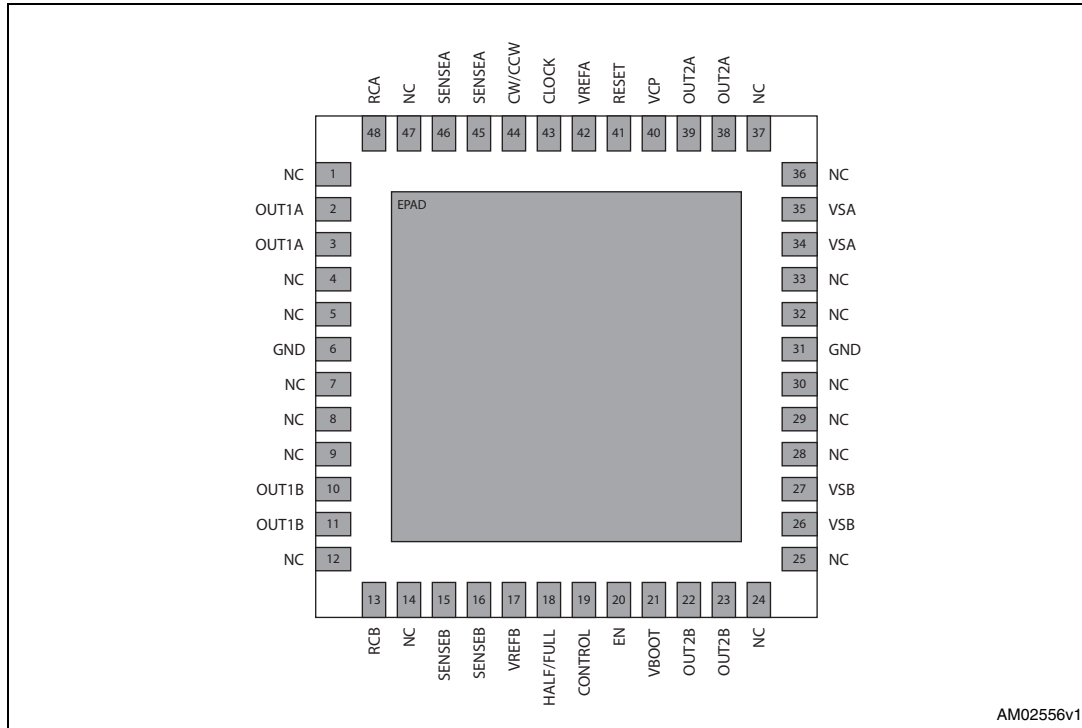 RCA NC SENSEA SENSEA CW/CCW CLOCK VREFA RESET VCP OUT2A OUT2A NC
48 47 46 45 44 43 42 41 40 39 38 37
NC 1 36 NC
EPAD
OUT1A 2 35 VSA
OUT1A 3 34 VSA
NC 4 33 NC
NC 5 32 NC
GND 6 31 GND
NC 7 30 NC
NC 8 29 NC
NC 9 28 NC
OUT1B 10 27 VSB
OUT1B 11 26 VSB
NC 12 25 NC
13 14 15 16 17 18 19 20 21 22 23 24
RCB NC SENSEB SENSEB VREFB HALF/FULL CONTROL EN VBOOT OUT2B OUT2B NC
AM02556v1